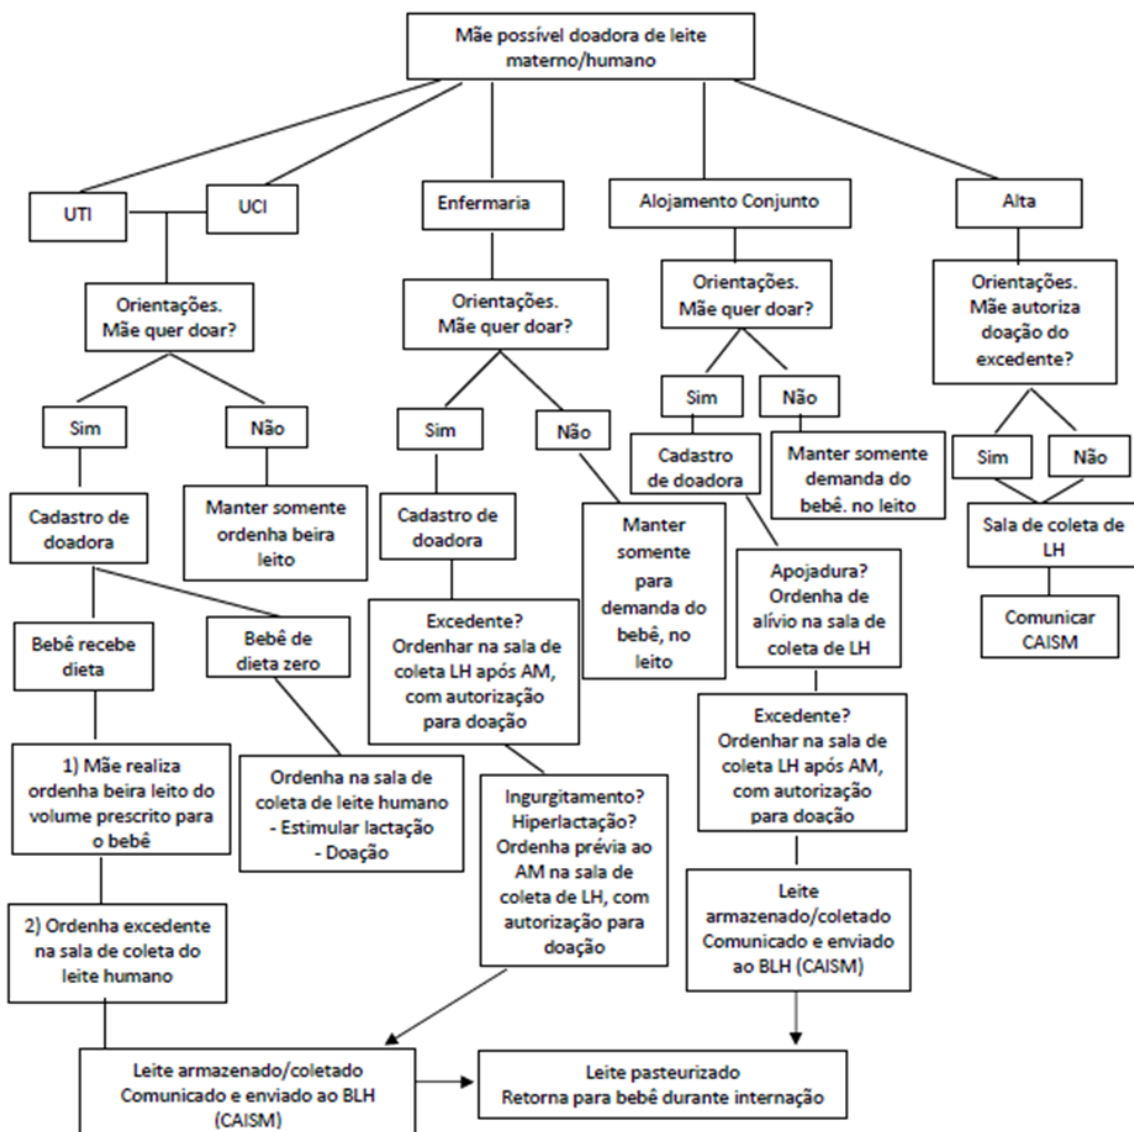 Mãe possível doadora de leite
materno/humano
UTI
UCI
Enfermaria
Alojamento Conjunto
Alta
Orientações.
Mãe quer doar?
Orientações.
Mãe quer doar?
Orientações.
Mãe quer doar?
Orientações.
Mãe autoriza
doação do
excedente?
Sim
Não
Sim
Não
Sim
Não
Sim
Não
Cadastro de
doadora
Manter somente
ordenha beira
leito
Cadastro de
doadora
Manter
somente
para
demanda do
bebê, no
leito
Cadastro
de doadora
Manter somente
demanda do
bebê. no leito
Sala de coleta de
LH
Comunicar
CAISM
Bebê recebe
dieta
Bebê de
dieta zero
Excedente?
Ordenhar na sala de
coleta LH após AM,
com autorização
para doação
Apojadura?
Ordenha de
alívio na sala de
coleta de LH
1) Mãe realiza
ordenha beira leito do
volume prescrito para
o bebê
Ordenha na sala de
coleta de leite humano
- Estimular lactação
- Doação
Ingurgitamento?
Hiperlactação?
Ordenha prévia ao
AM na sala de
coleta de LH, com
autorização para
doação
Excedente?
Ordenhar na sala de
coleta LH após AM,
com autorização
para doação
2) Ordenha excedente
na sala de coleta do
leite humano
Leite
armazenado/coletado
Comunicado e enviado
ao BLH (CAISM)
Leite armazenado/coletado
Comunicado e enviado ao BLH
(CAISM)
Leite pasteurizado
Retorna para bebê durante internação